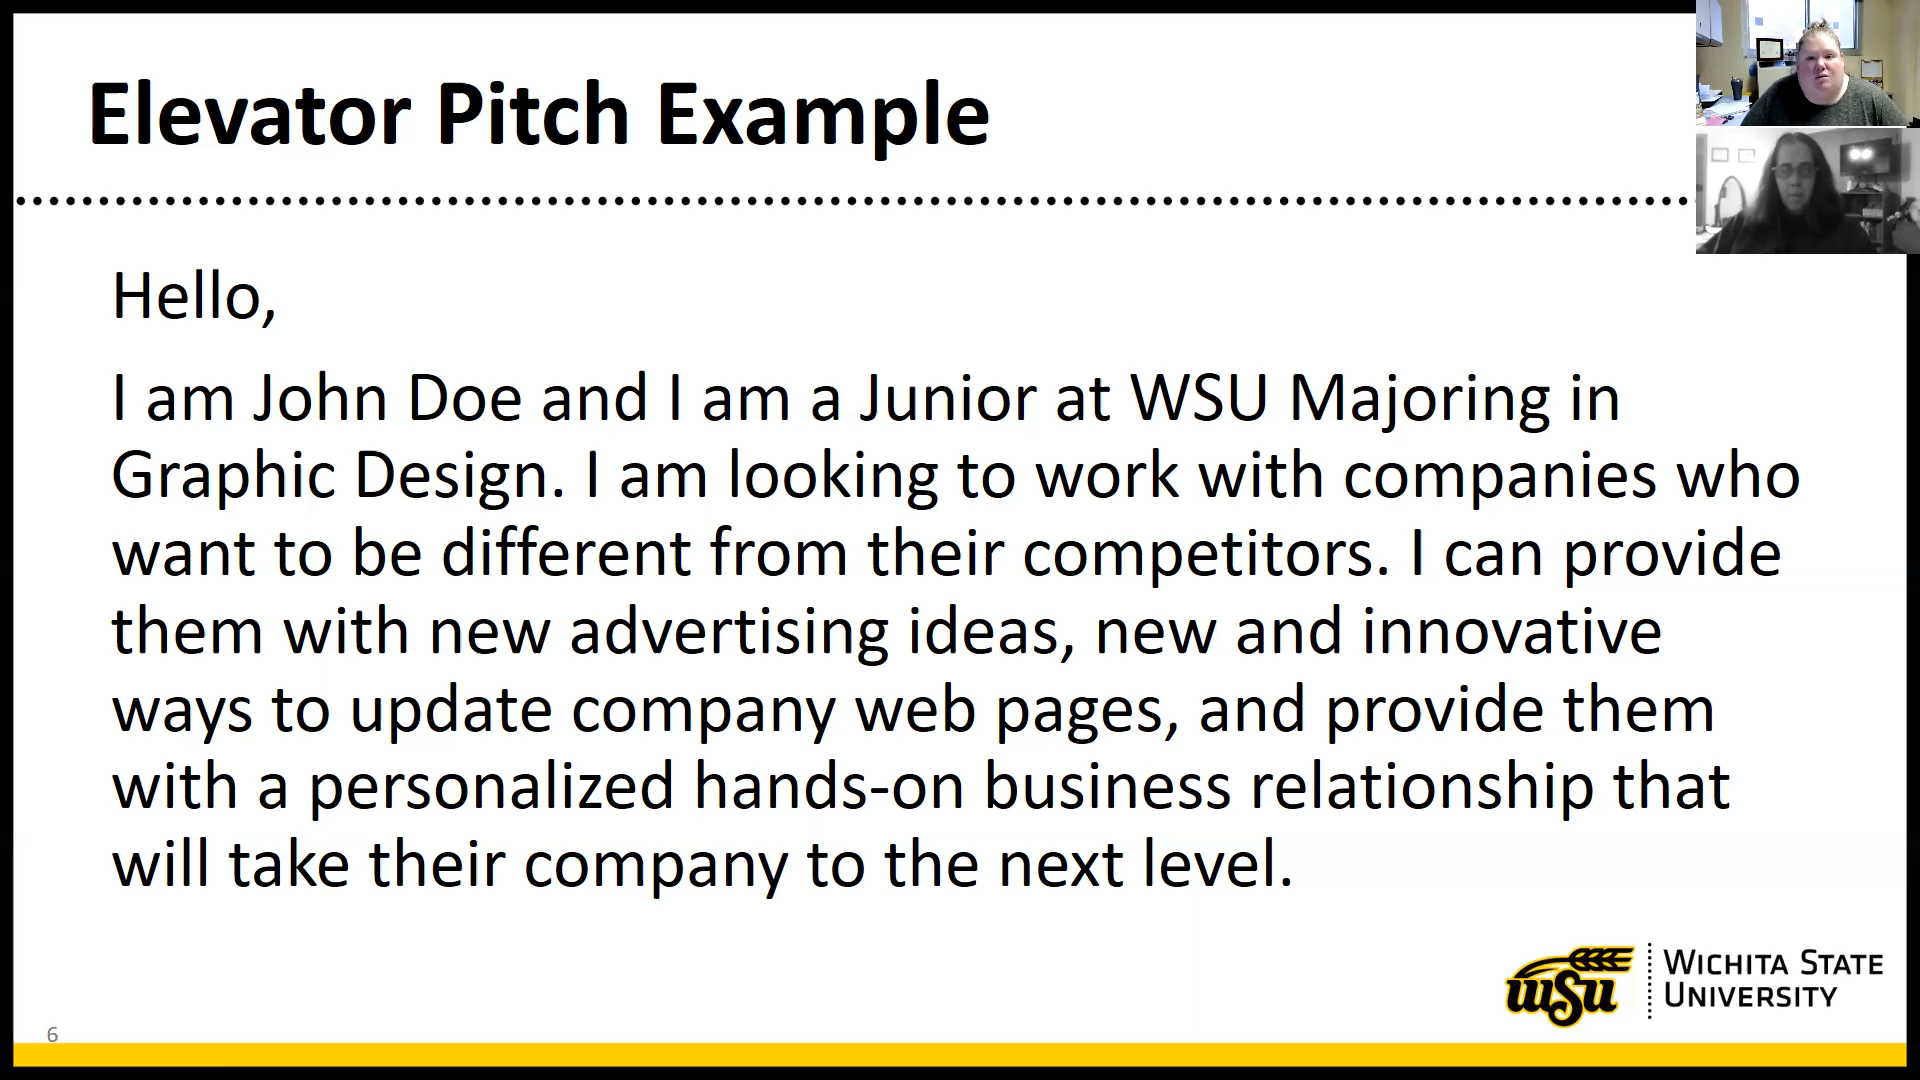 Elevator Pitch Example
Hello,
I am John Doe and I am a Junior at WSU Majoring in
Graphic Design. I am looking to work with companies who
want to be different from their competitors. I can provide
them with new advertising ideas, new and innovative
ways to update company web pages, and provide them
with a personalized hands-on business relationship that
will take their company to the next level.
wsu
WICHITA STATE
UNIVERSITY
6